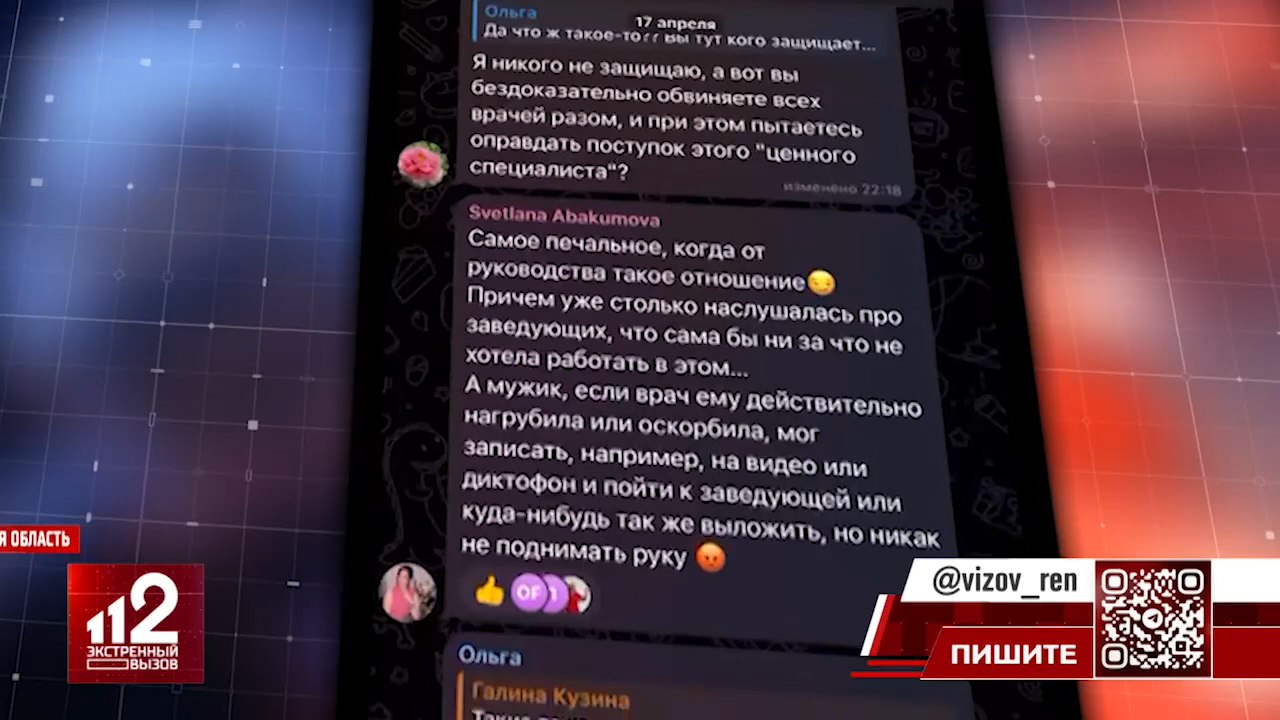 Ольга
17 апреля
Да что ж такое-то?? Вы тут кого защищает...
Я никого не защищаю, а вот вы
бездоказательно обвиняете всех
врачей разом, и при этом пытаетесь
оправдать поступок этого "ценного
специалиста"?
изменено 22:18
Svetlana Abakumova
Самое печальное, когда от
руководства такое отношение😏
Причем уже столько наслушалась про
заведующих, что сама бы ни за что не
хотела работать в этом...
А мужик, если врач ему действительно
нагрубила или оскорбила, мог
записать, например, на видео или
диктофон и пойти к заведующей или
куда-нибудь так же выложить, но никак
не поднимать руку 😡
👍 OF 1
Ольга
Галина Кузина
Я ОБЛАСТЬ
112
ЭКСТРЕННЫЙ
ВЫЗОВ
@vizov_ren
ПИШИТЕ